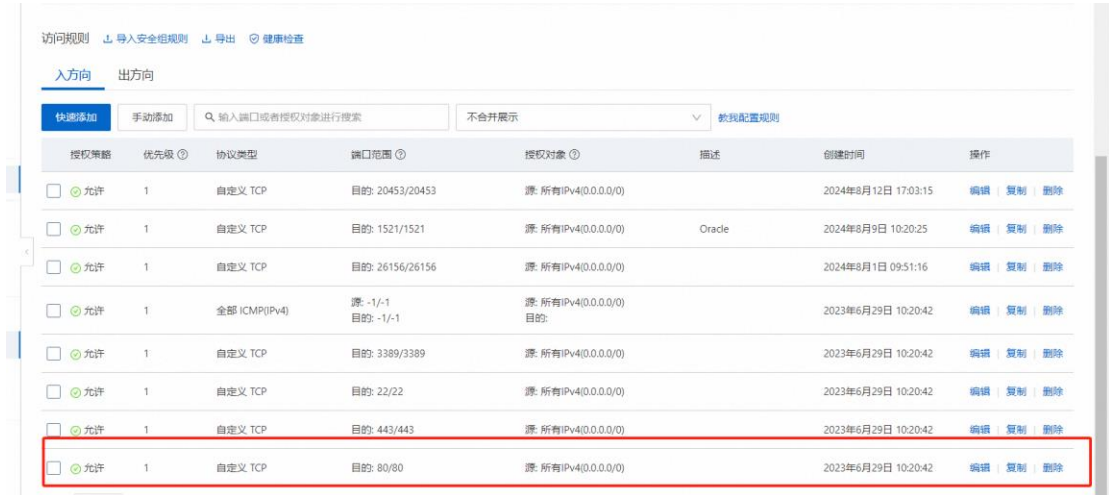 访问规则 导入安全组规则 导出 健康检查
入方向 出方向
快速添加 手动添加 输入端口或者授权对象进行搜索 不合并展示 教我配置规则
授权策略 优先级 协议类型 端口范围 授权对象 描述 创建时间 操作
允许 1 自定义 TCP 目的: 20453/20453 源: 所有IPv4(0.0.0.0/0) 2024年8月12日 17:03:15 编辑 复制 删除
允许 1 自定义 TCP 目的: 1521/1521 源: 所有IPv4(0.0.0.0/0) Oracle 2024年8月9日 10:20:25 编辑 复制 删除
允许 1 自定义 TCP 目的: 26156/26156 源: 所有IPv4(0.0.0.0/0) 2024年8月1日 09:51:16 编辑 复制 删除
允许 1 全部 ICMP(IPv4) 源: -1/-1 源: 所有IPv4(0.0.0.0/0) 2023年6月29日 10:20:42 编辑 复制 删除
目的: -1/-1 目的:
允许 1 自定义 TCP 目的: 3389/3389 源: 所有IPv4(0.0.0.0/0) 2023年6月29日 10:20:42 编辑 复制 删除
允许 1 自定义 TCP 目的: 22/22 源: 所有IPv4(0.0.0.0/0) 2023年6月29日 10:20:42 编辑 复制 删除
允许 1 自定义 TCP 目的: 443/443 源: 所有IPv4(0.0.0.0/0) 2023年6月29日 10:20:42 编辑 复制 删除
允许 1 自定义 TCP 目的: 80/80 源: 所有IPv4(0.0.0.0/0) 2023年6月29日 10:20:42 编辑 复制 删除